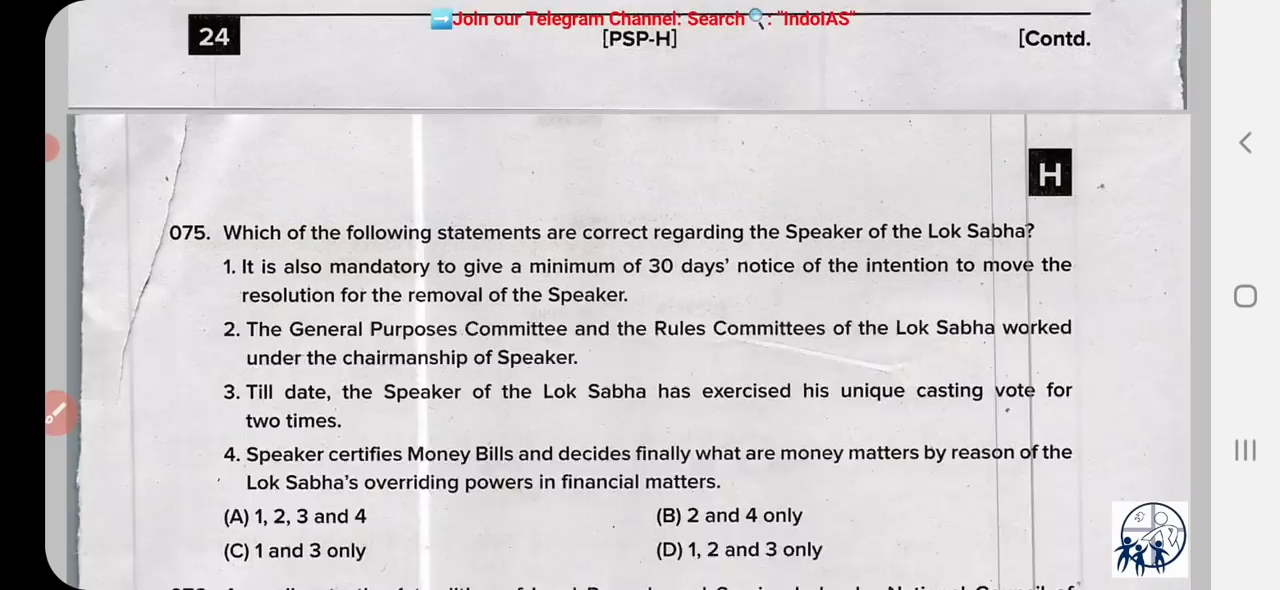 ➡Join our Telegram Channel: Search🔍: "IndoIAS"
24 [PSP-H] [Contd.
H
075. Which of the following statements are correct regarding the Speaker of the Lok Sabha?
1. It is also mandatory to give a minimum of 30 days' notice of the intention to move the
resolution for the removal of the Speaker.
2. The General Purposes Committee and the Rules Committees of the Lok Sabha worked
under the chairmanship of Speaker.
3. Till date, the Speaker of the Lok Sabha has exercised his unique casting vote for
two times.
4. Speaker certifies Money Bills and decides finally what are money matters by reason of the
Lok Sabha's overriding powers in financial matters.
(A) 1, 2, 3 and 4 (B) 2 and 4 only
(C) 1 and 3 only (D) 1, 2 and 3 only